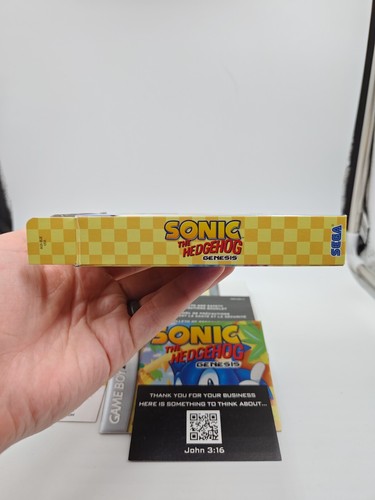 SONIC
THE
HEDGEHOG
GENESIS
SEGA
GAME BOY
SONIC
THE
HEDGEHOG
GENESIS
THANK YOU FOR YOUR BUSINESS
HERE IS SOMETHING TO THINK ABOUT...
John 3:16